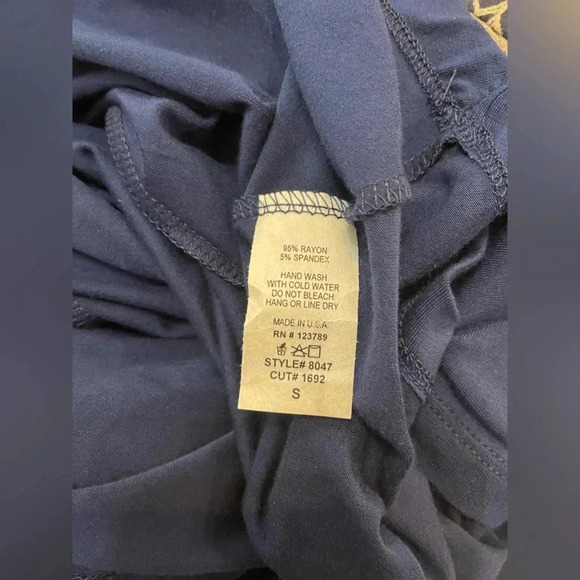 95% RAYON
5% SPANDEX
HAND WASH
WITH COLD WATER
DO NOT BLEACH
HANG OR LINE DRY
MADE IN U.S.A
RN # 123789
STYLE# 8047
CUT# 1692
S